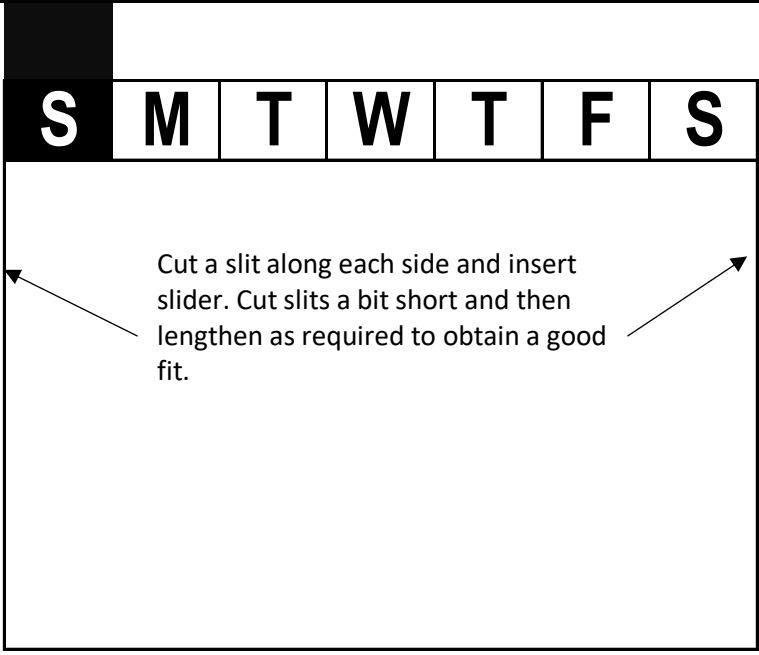 S M T W T F S
Cut a slit along each side and insert
slider. Cut slits a bit short and then
lengthen as required to obtain a good
fit.